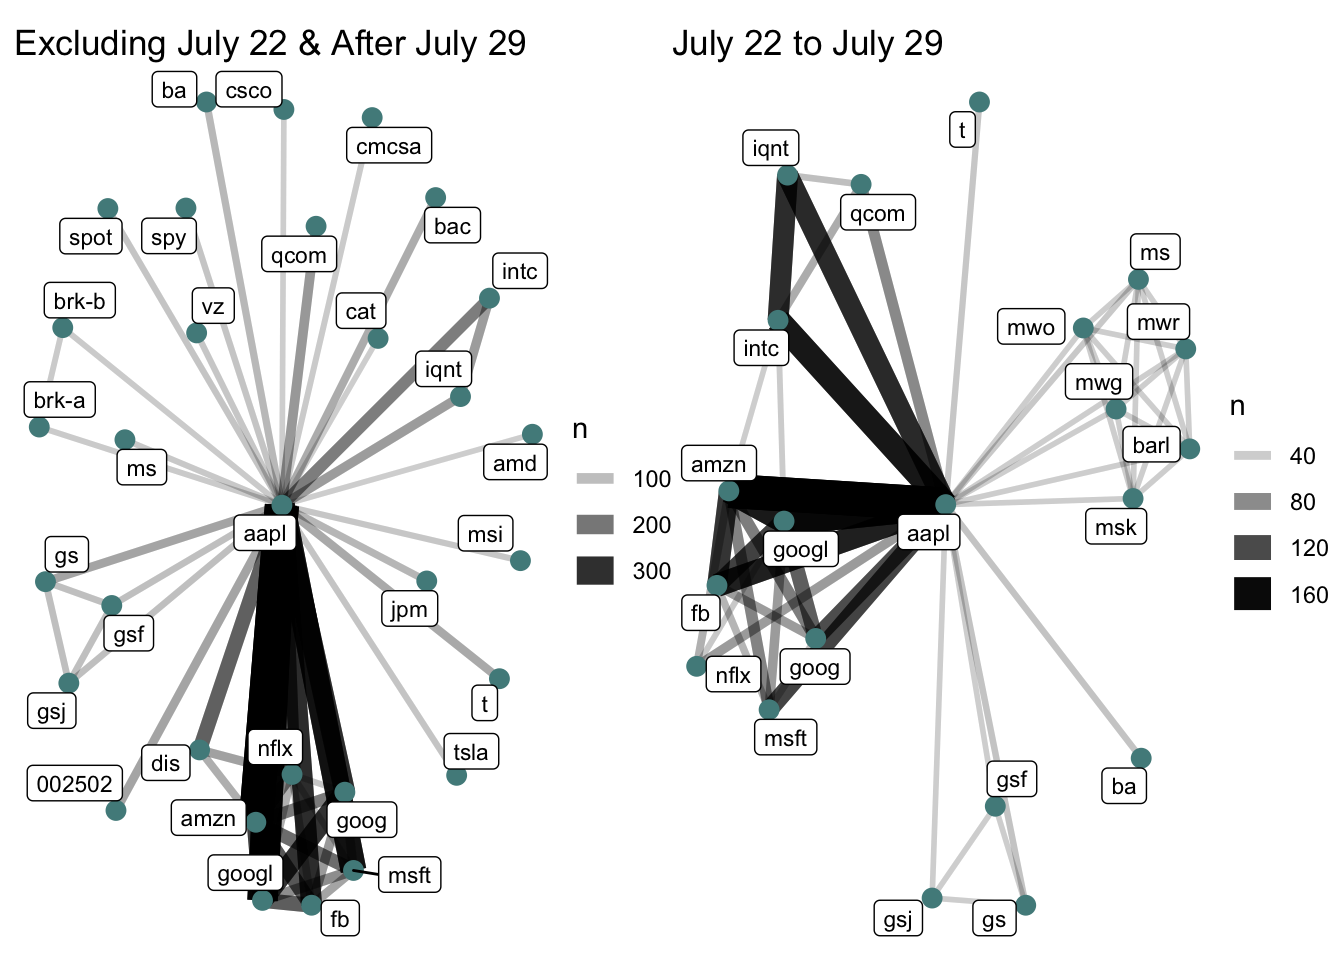 Excluding July 22 & After July 29
ba
csco
cmcsa
spot
spy
qcom
bac
brk-b
vz
cat
intc
iqnt
brk-a
ms
amd
aapl
msi
gs
gsf
jpm
gsj
t
dis
nflx
tsla
002502
amzn
goog
googl
msft
fb
n
100
200
300
July 22 to July 29
t
iqnt
qcom
ms
mwo
mwr
intc
mwg
barl
amzn
msk
googl
aapl
fb
nflx
goog
msft
gsf
ba
gsj
gs
n
40
80
120
160